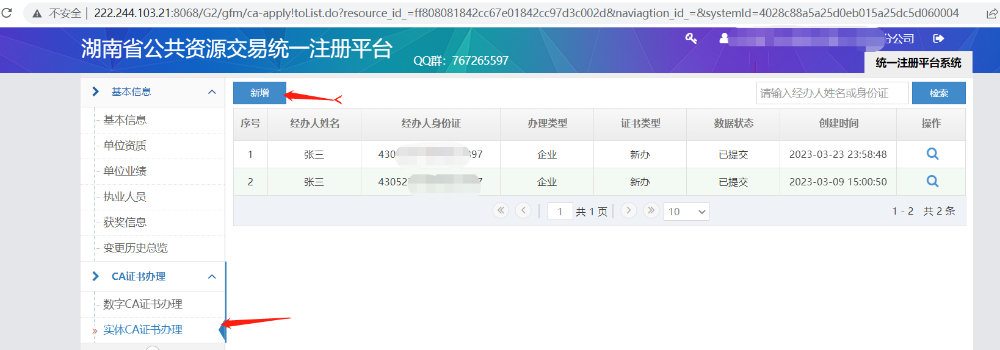 不安全 | 222.244.103.21:8068/G2/gfm/ca-apply!toList.do?resource_id_=ff808081842cc67e01842cc97d3c002d&naviagtion_id_=&systemId=4028c88a5a25d0eb015a25dc5d060004
湖南省公共资源交易统一注册平台
QQ群：767265597
分公司
统一注册平台系统
基本信息
基本信息
单位资质
单位业绩
执业人员
获奖信息
变更历史总览
CA证书办理
数字CA证书办理
实体CA证书办理
新增
请输入经办人姓名或身份证 检索
序号 经办人姓名 经办人身份证 办理类型 证书类型 数据状态 创建时间 操作
1 张三 430 397 企业 新办 已提交 2023-03-23 23:58:48
2 张三 4305 7 企业 新办 已提交 2023-03-09 15:00:50
1 共 1 页 10 1 - 2 共 2 条